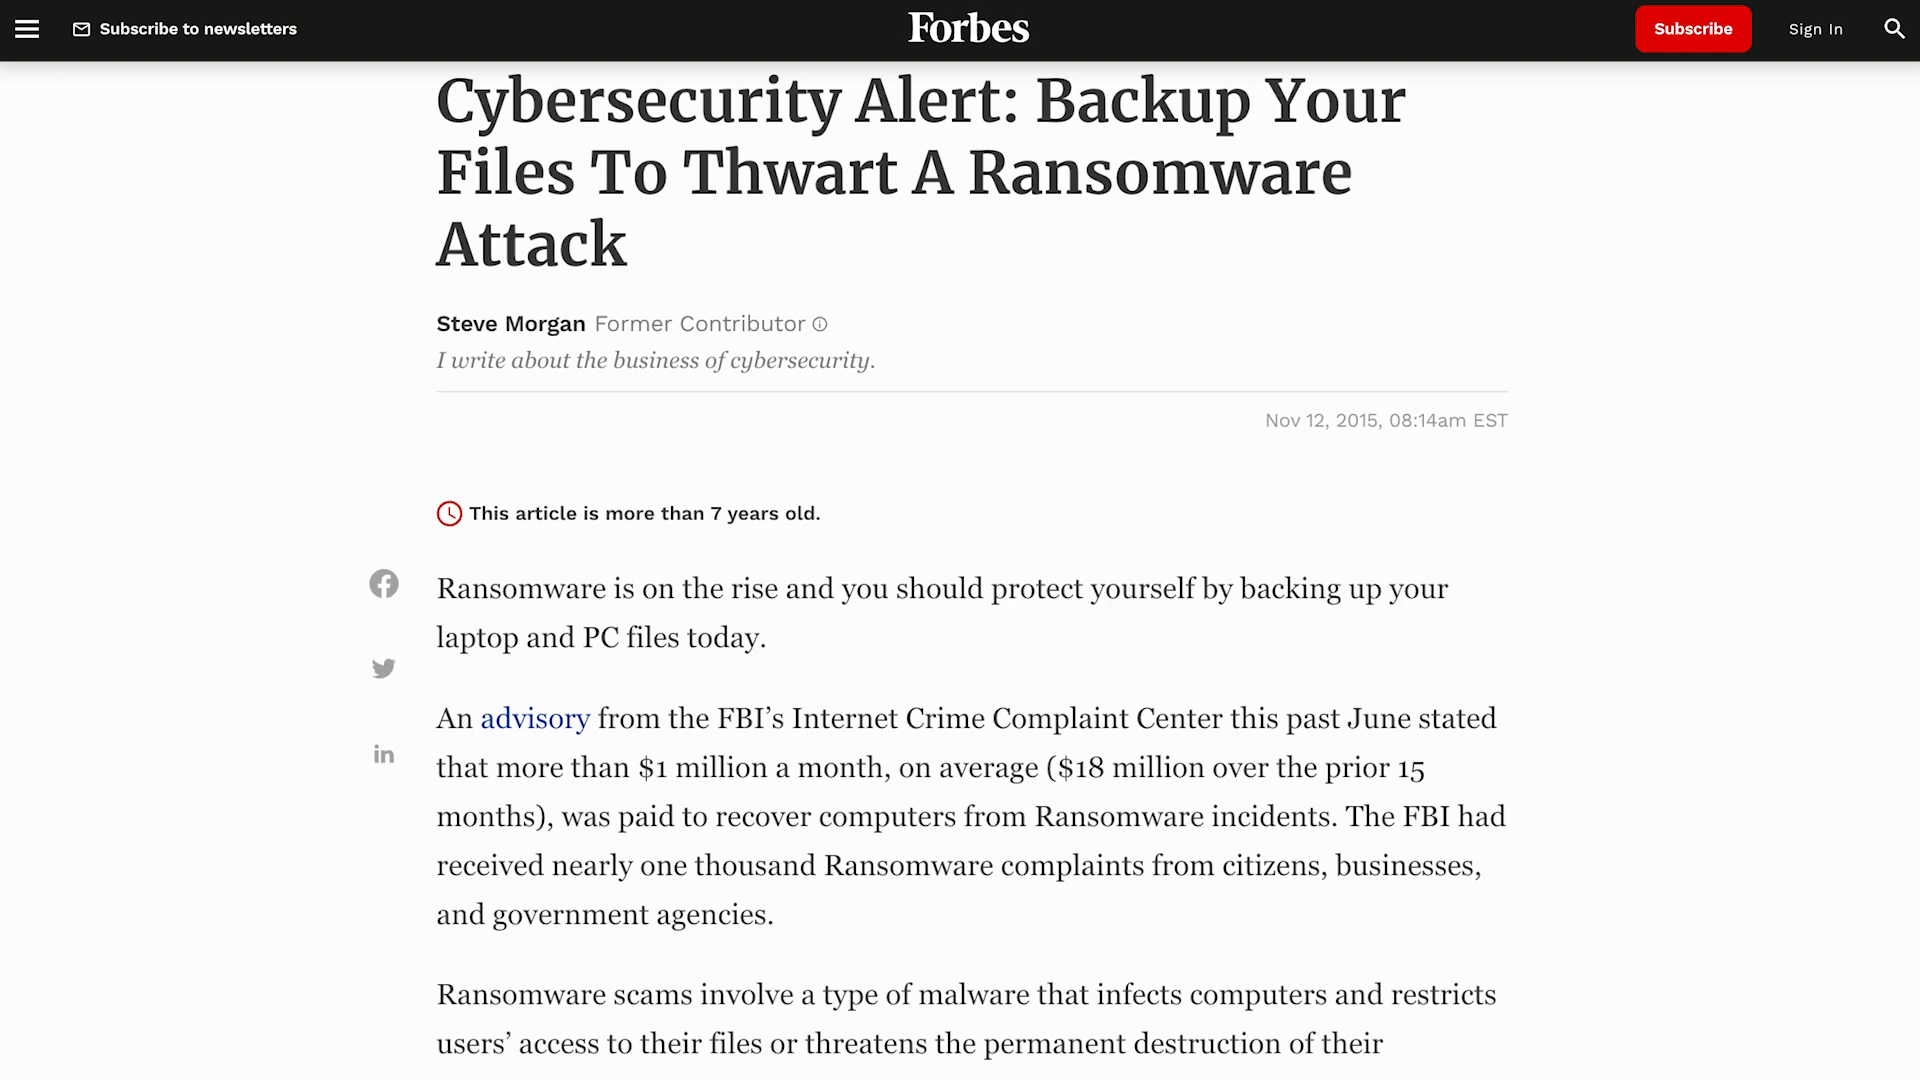 Subscribe to newsletters
Forbes
Subscribe
Sign In
Cybersecurity Alert: Backup Your
Files To Thwart A Ransomware
Attack
Steve Morgan Former Contributor
I write about the business of cybersecurity.
Nov 12, 2015, 08:14am EST
This article is more than 7 years old.
Ransomware is on the rise and you should protect yourself by backing up your
laptop and PC files today.
An advisory from the FBI’s Internet Crime Complaint Center this past June stated
that more than $1 million a month, on average ($18 million over the prior 15
months), was paid to recover computers from Ransomware incidents. The FBI had
received nearly one thousand Ransomware complaints from citizens, businesses,
and government agencies.
Ransomware scams involve a type of malware that infects computers and restricts
users’ access to their files or threatens the permanent destruction of their